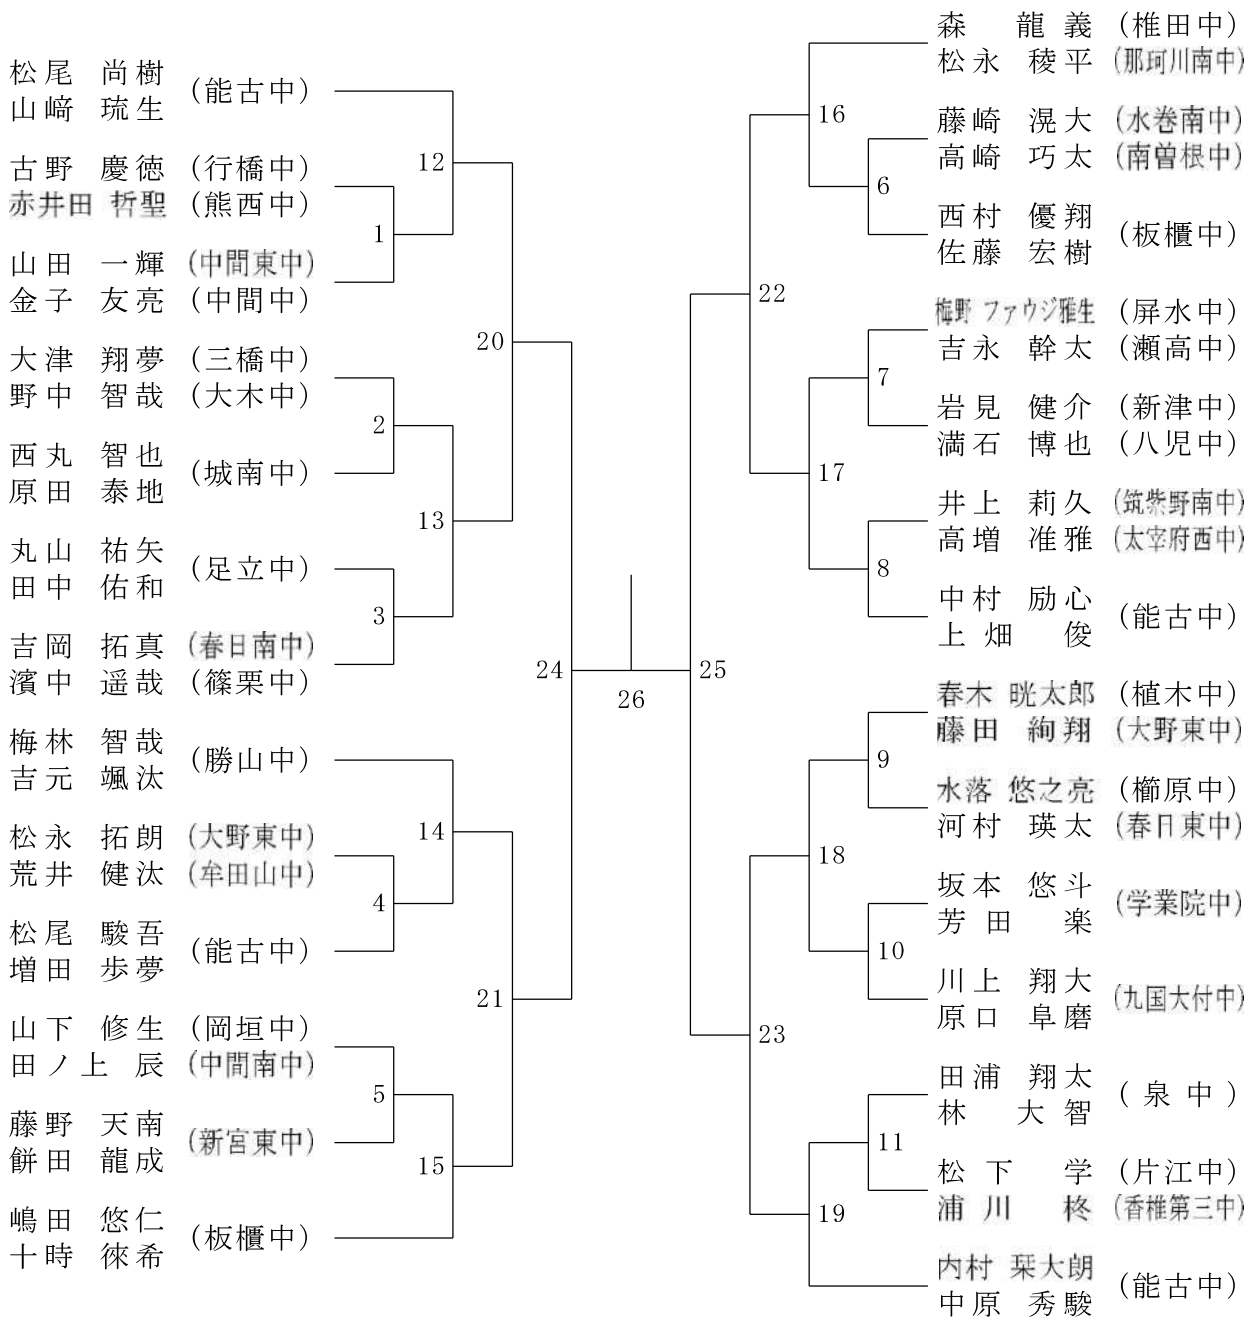 松尾 尚樹 (能古中)
山﨑 琉生
古野 慶徳 (行橋中)
赤井田 哲聖 (熊西中)
山田 一輝 (中間東中)
金子 友亮 (中間中)
大津 翔夢 (三橋中)
野中 智哉 (大木中)
西丸 智也 (城南中)
原田 泰地
丸山 祐矢 (足立中)
田中 佑和
吉岡 拓真 (春日南中)
濱中 遥哉 (篠栗中)
梅林 智哉 (勝山中)
吉元 颯汰
松永 拓朗 (大野東中)
荒井 健汰 (牟田山中)
松尾 駿吾 (能古中)
増田 歩夢
山下 修生 (岡垣中)
田ノ上 辰 (中間南中)
藤野 天南 (新宮東中)
餅田 龍成
嶋田 悠仁 (板櫃中)
十時 徠希
12
1
20
2
13
3
24
14
4
21
5
15
26
25
森 龍義 (椎田中)
松永 稜平 (那珂川南中)
藤崎 滉大 (水巻南中)
高崎 巧太 (南曽根中)
西村 優翔 (板櫃中)
佐藤 宏樹
梅野 ファウジ雅生 (屏水中)
吉永 幹太 (瀬高中)
岩見 健介 (新津中)
満石 博也 (八児中)
井上 莉久 (筑紫野南中)
高増 准雅 (太宰府西中)
中村 励心 (能古中)
上畑 俊
春木 晄太郎 (植木中)
藤田 絢翔 (大野東中)
水落 悠之亮 (櫛原中)
河村 瑛太 (春日東中)
坂本 悠斗 (学業院中)
芳田 楽
川上 翔大 (九国大付中)
原口 阜磨
田浦 翔太 (泉中)
林 大智
松下 学 (片江中)
浦川 柊 (香椎第三中)
内村 栞大朗 (能古中)
中原 秀駿
16
6
22
7
17
8
9
18
10
23
11
19